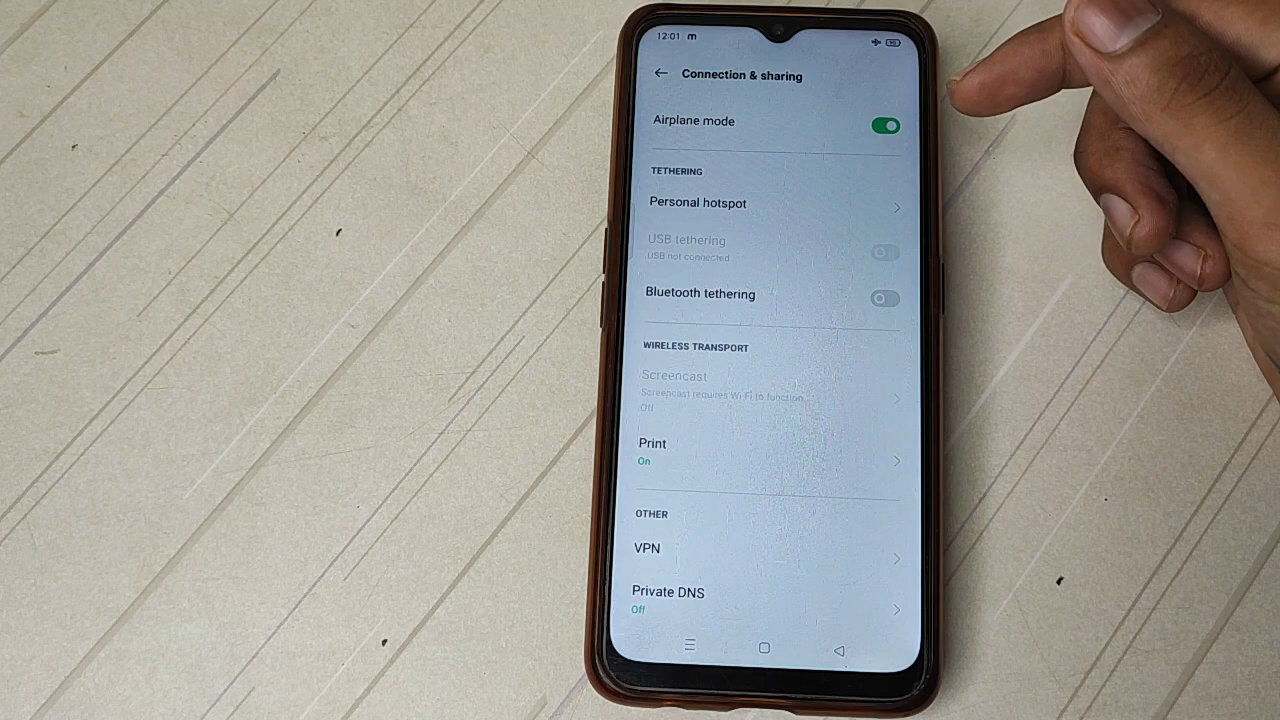 12:01 m
Connection & sharing
Airplane mode
TETHERING
Personal hotspot
USB tethering
USB not connected
Bluetooth tethering
WIRELESS TRANSPORT
Screencast
Screencast requires Wi-Fi to function
Off
Print
On
OTHER
VPN
Private DNS
Off